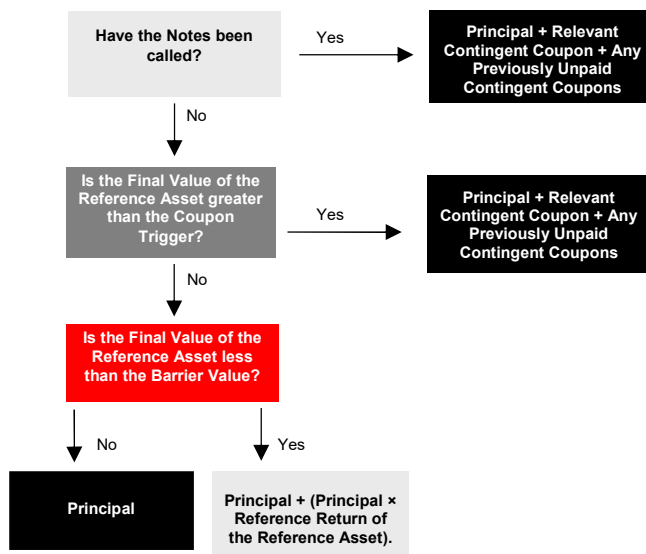 Have the Notes been
called?
Yes
Principal + Relevant
Contingent Coupon + Any
Previously Unpaid
Contingent Coupons
No
Is the Final Value of the
Reference Asset greater
than the Coupon
Trigger?
Yes
Principal + Relevant
Contingent Coupon + Any
Previously Unpaid
Contingent Coupons
No
Is the Final Value of the
Reference Asset less
than the Barrier Value?
No
Yes
Principal
Principal + (Principal ×
Reference Return of
the Reference Asset).